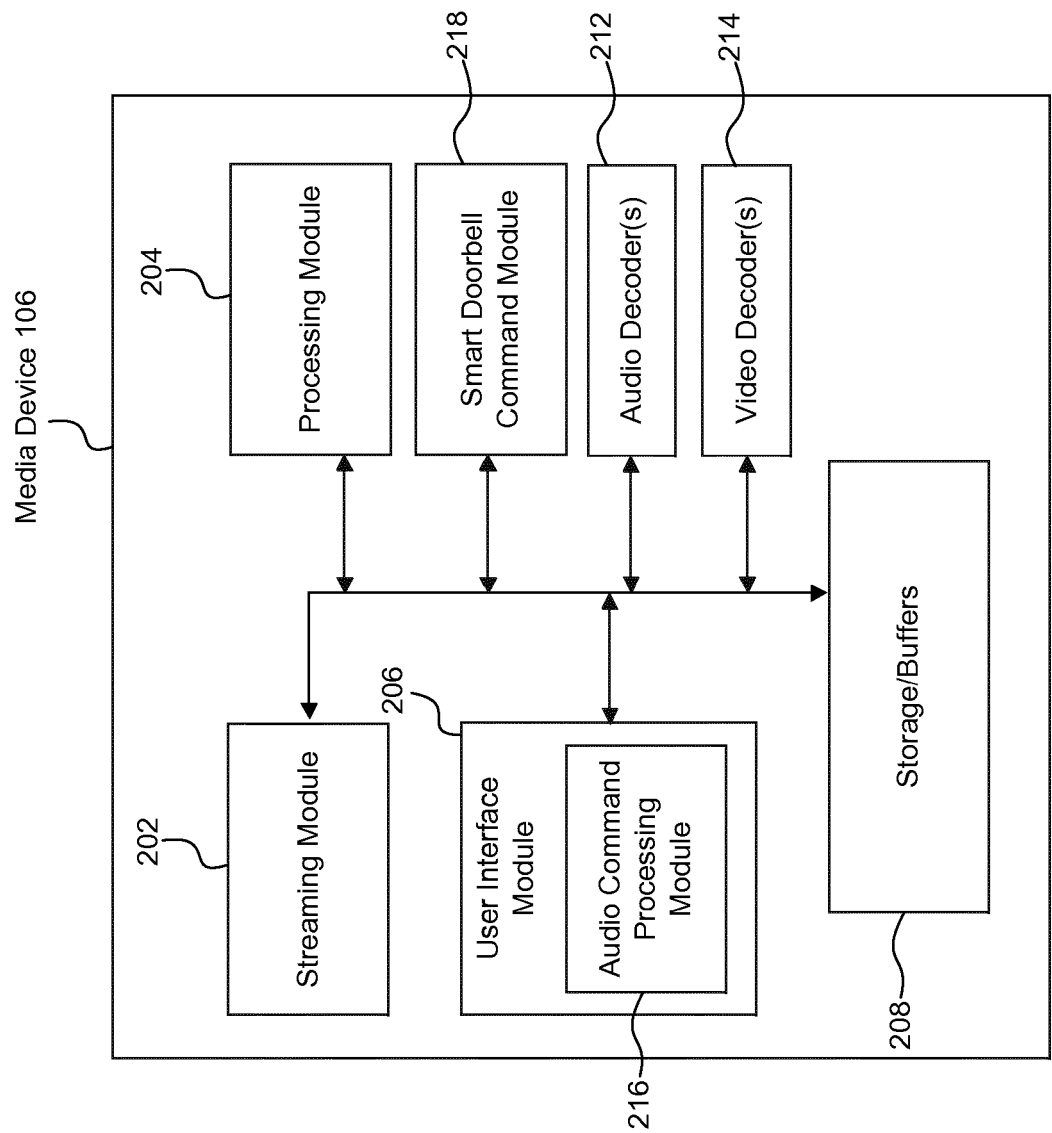 Media Device 106
202
Streaming Module
204
Processing Module
206
User Interface
Module
Audio Command
Processing
Module
216
218
Smart Doorbell
Command Module
212
Audio Decoder(s)
214
Video Decoder(s)
Storage/Buffers
208